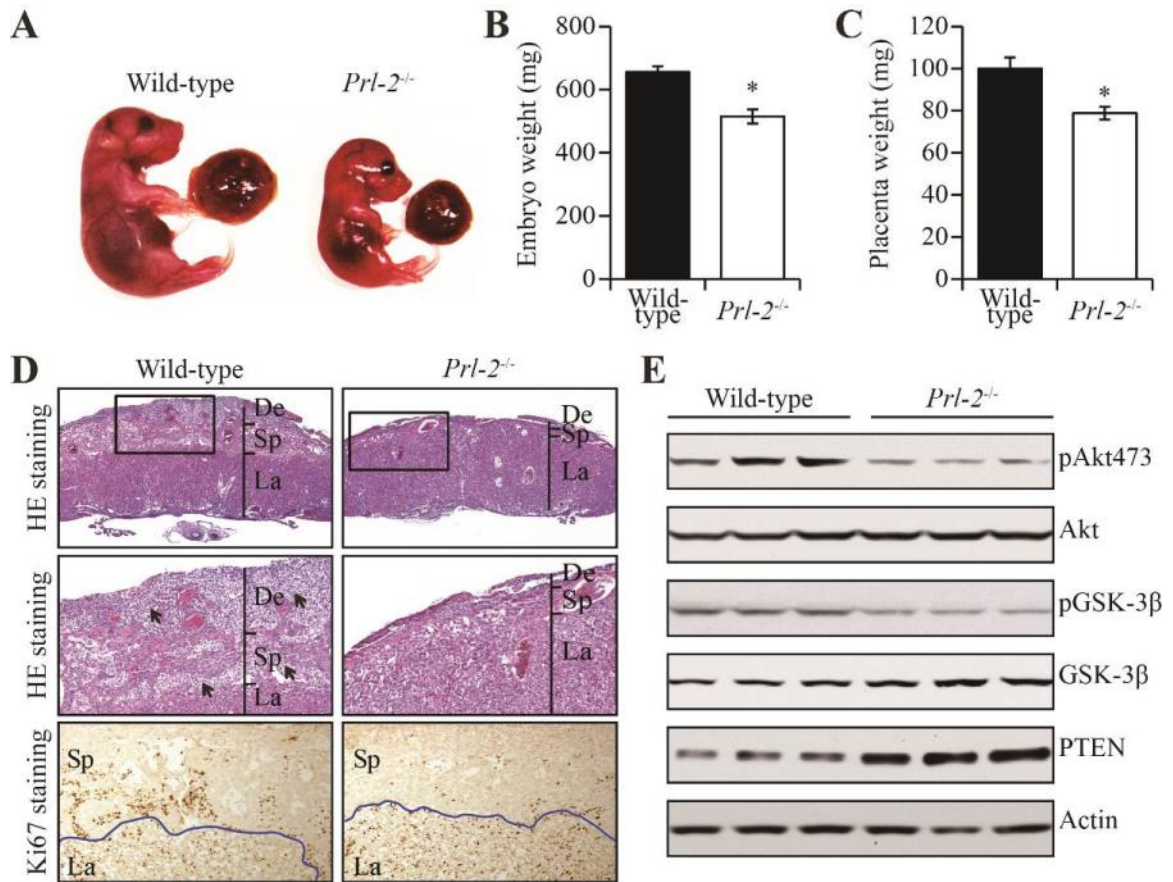 A
Wild-type
Prl-2-/-
B
Embryo weight (mg)
800
600
400
200
0
Wild-
type
Prl-2-/-
*
C
Placenta weight (mg)
120
100
80
60
40
20
0
Wild-
type
Prl-2-/-
*
D
Wild-type
Prl-2-/-
HE staining
De
Sp
La
De
Sp
La
HE staining
De
Sp
La
De
Sp
La
Ki67 staining
Sp
La
Sp
La
E
Wild-type
Prl-2-/-
pAkt473
Akt
pGSK-3β
GSK-3β
PTEN
Actin